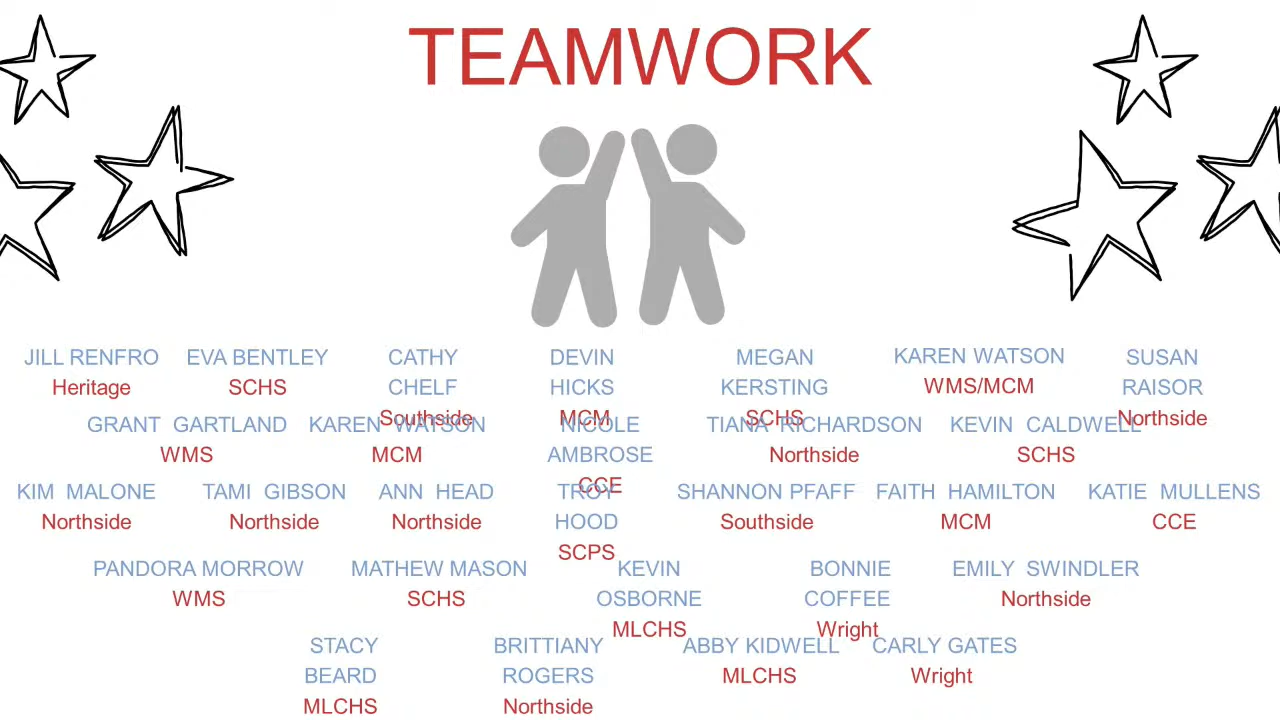 TEAMWORK
JILL RENFRO EVA BENTLEY CATHY DEVIN MEGAN KAREN WATSON SUSAN
Heritage SCHS CHELF HICKS KERSTING WMS/MCM RAISOR
Southside MCM SCHS Northside
GRANT GARTLAND KAREN WATSON NICOLE TIANA RICHARDSON KEVIN CALDWELL
WMS MCM AMBROSE Northside SCHS
CCE
KIM MALONE TAMI GIBSON ANN HEAD TROY SHANNON PFAFF FAITH HAMILTON KATIE MULLENS
Northside Northside Northside HOOD Southside MCM CCE
SCPS
PANDORA MORROW MATHEW MASON KEVIN BONNIE EMILY SWINDLER
WMS SCHS OSBORNE COFFEE Northside
MLCHS Wright
STACY BRITTIANY ABBY KIDWELL CARLY GATES
BEARD ROGERS MLCHS Wright
MLCHS Northside